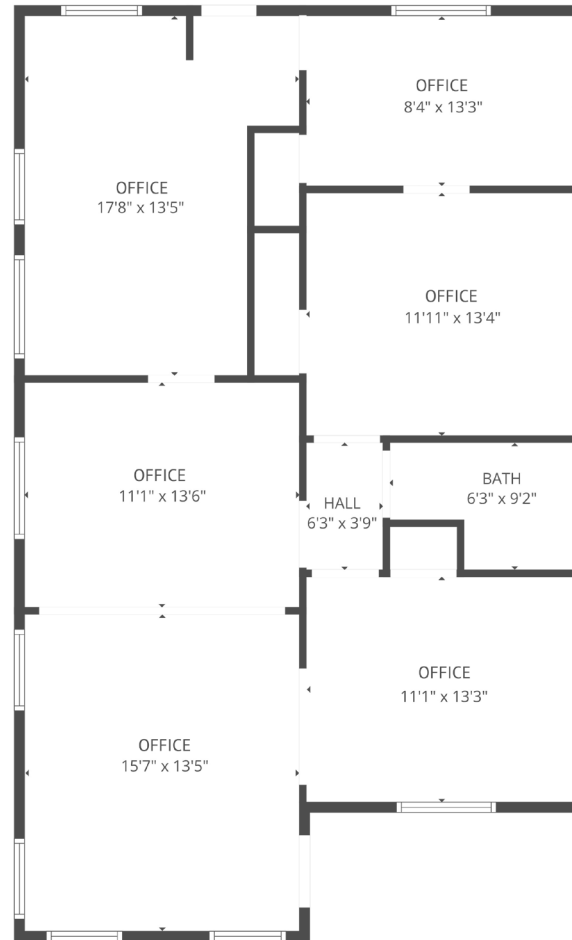 OFFICE
8'4" x 13'3"
OFFICE
17'8" x 13'5"
OFFICE
11'11" x 13'4"
OFFICE
11'1" x 13'6"
HALL
6'3" x 3'9"
BATH
6'3" x 9'2"
OFFICE
11'1" x 13'3"
OFFICE
15'7" x 13'5"